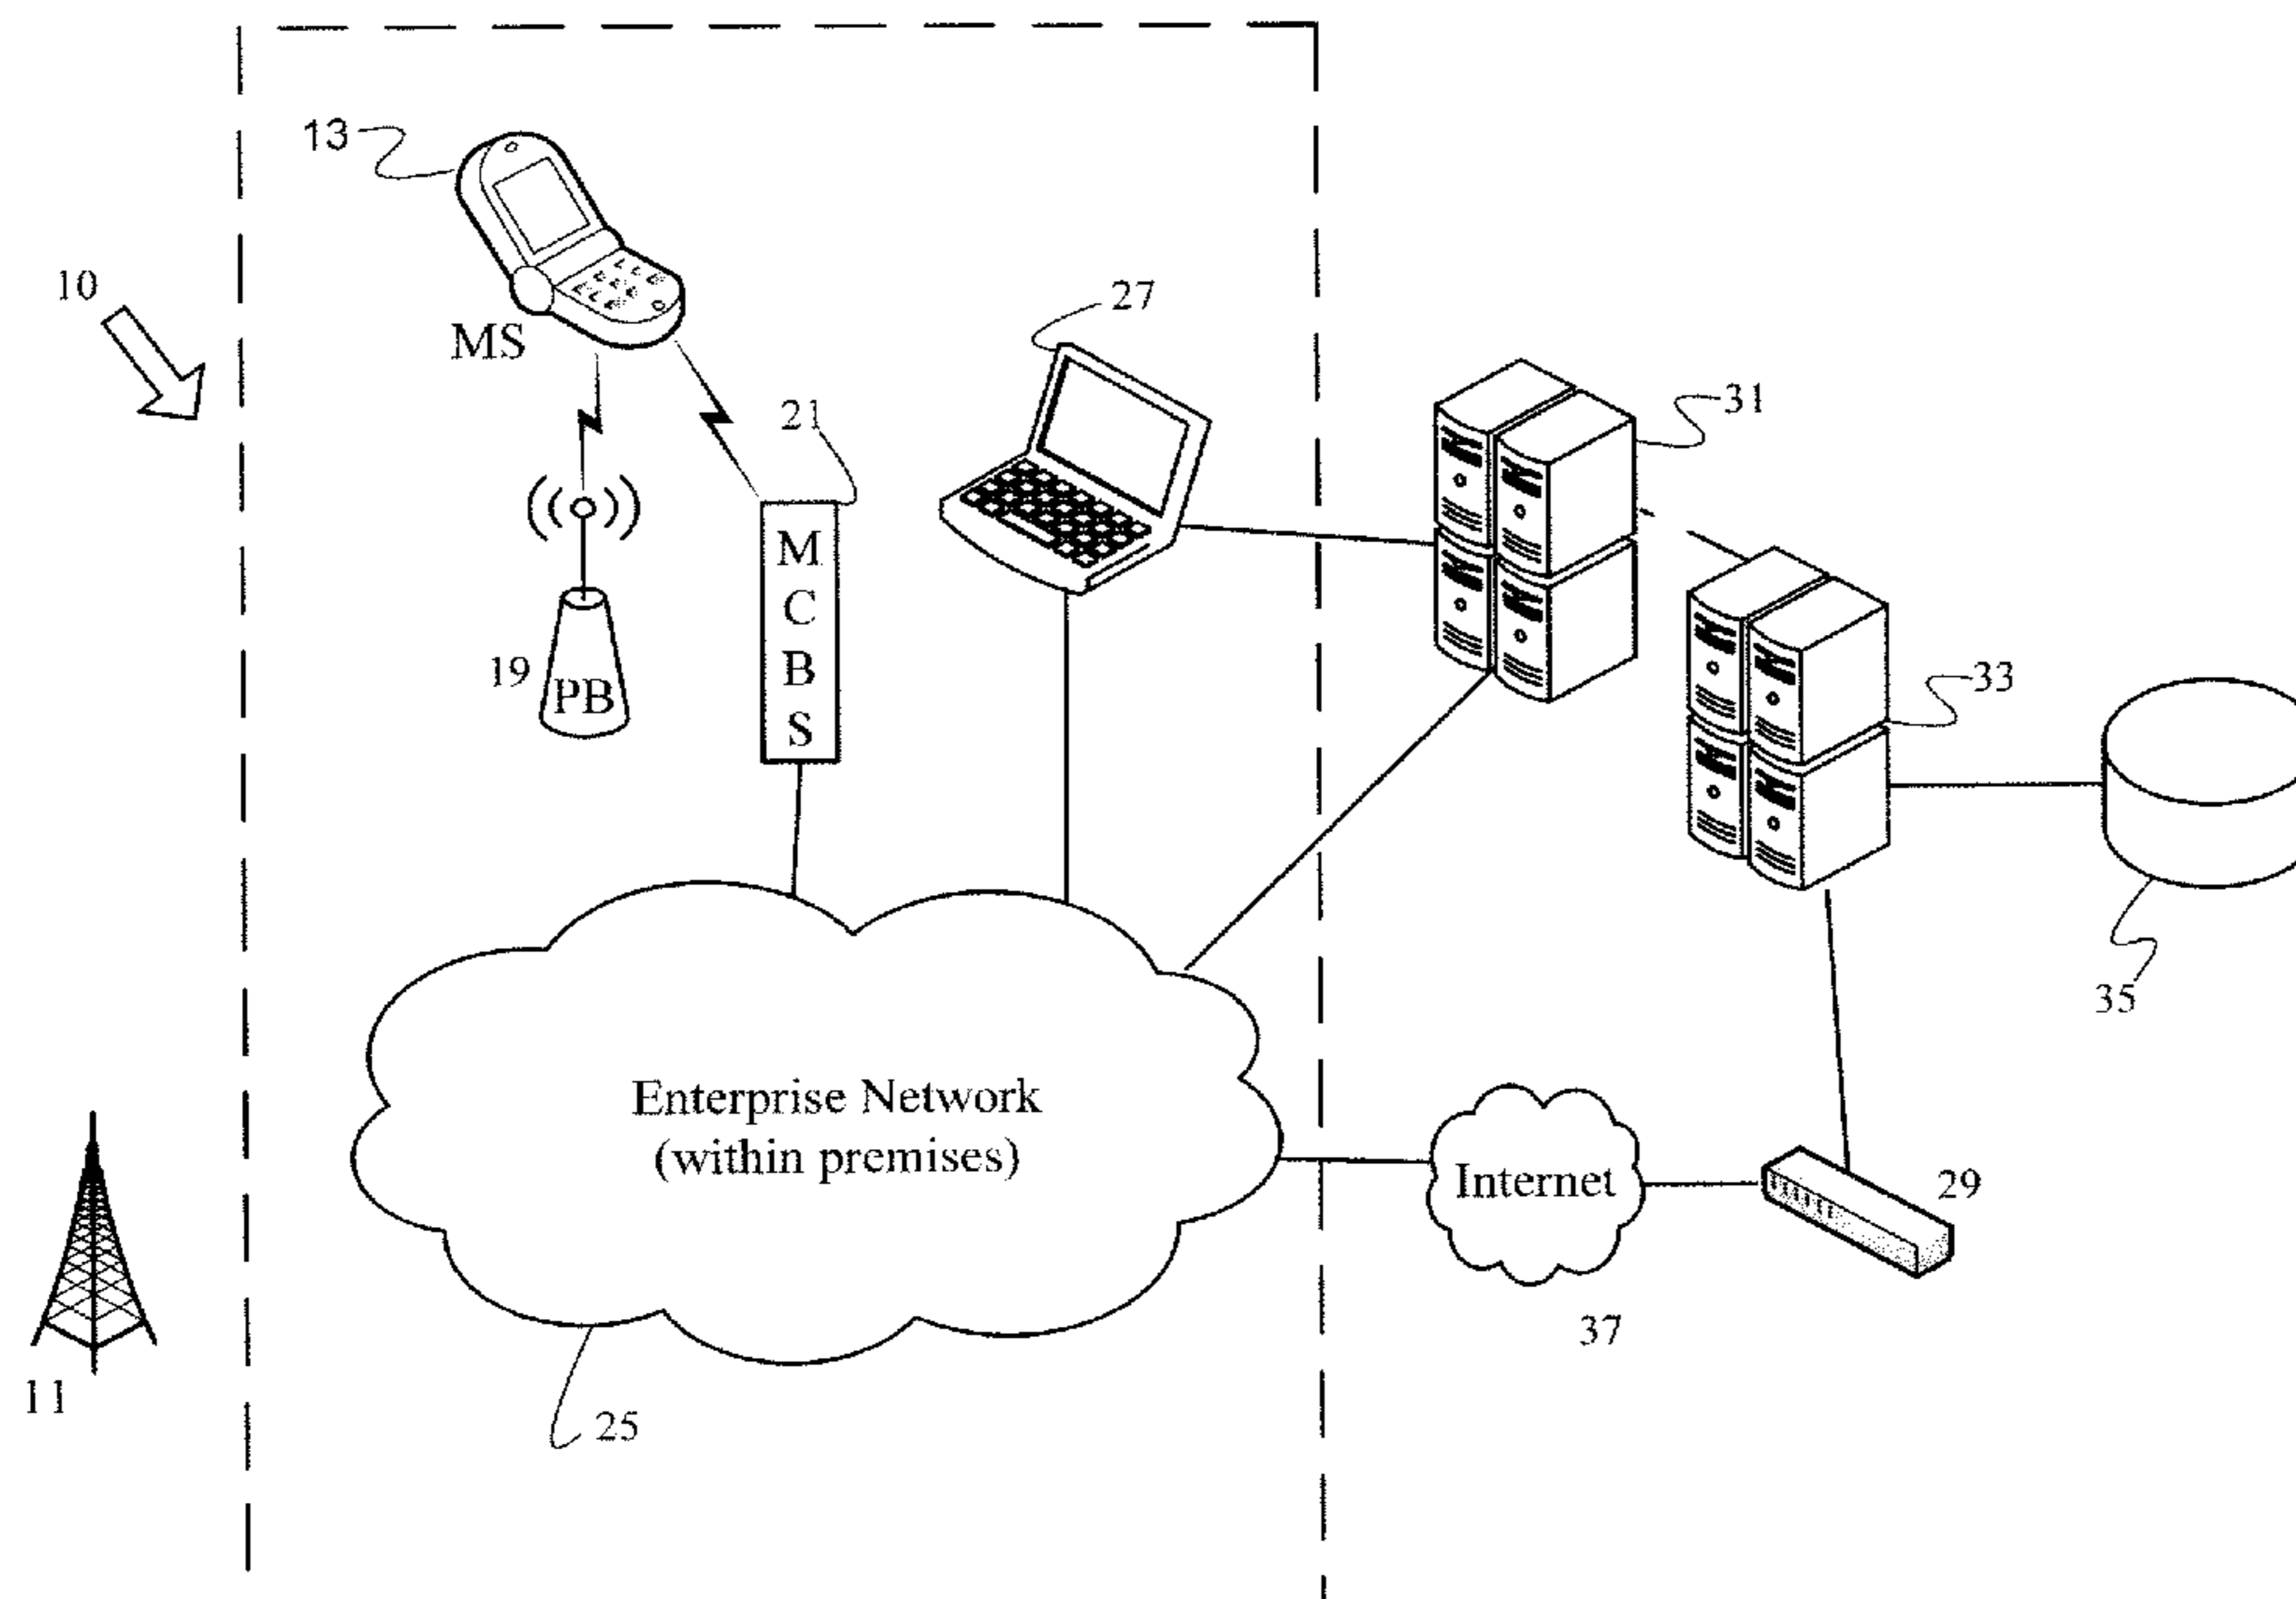 13
10
27
MS
21
31
M
C
B
S
19
PB
33
35
Enterprise Network
(within premises)
Internet
29
37
11
25